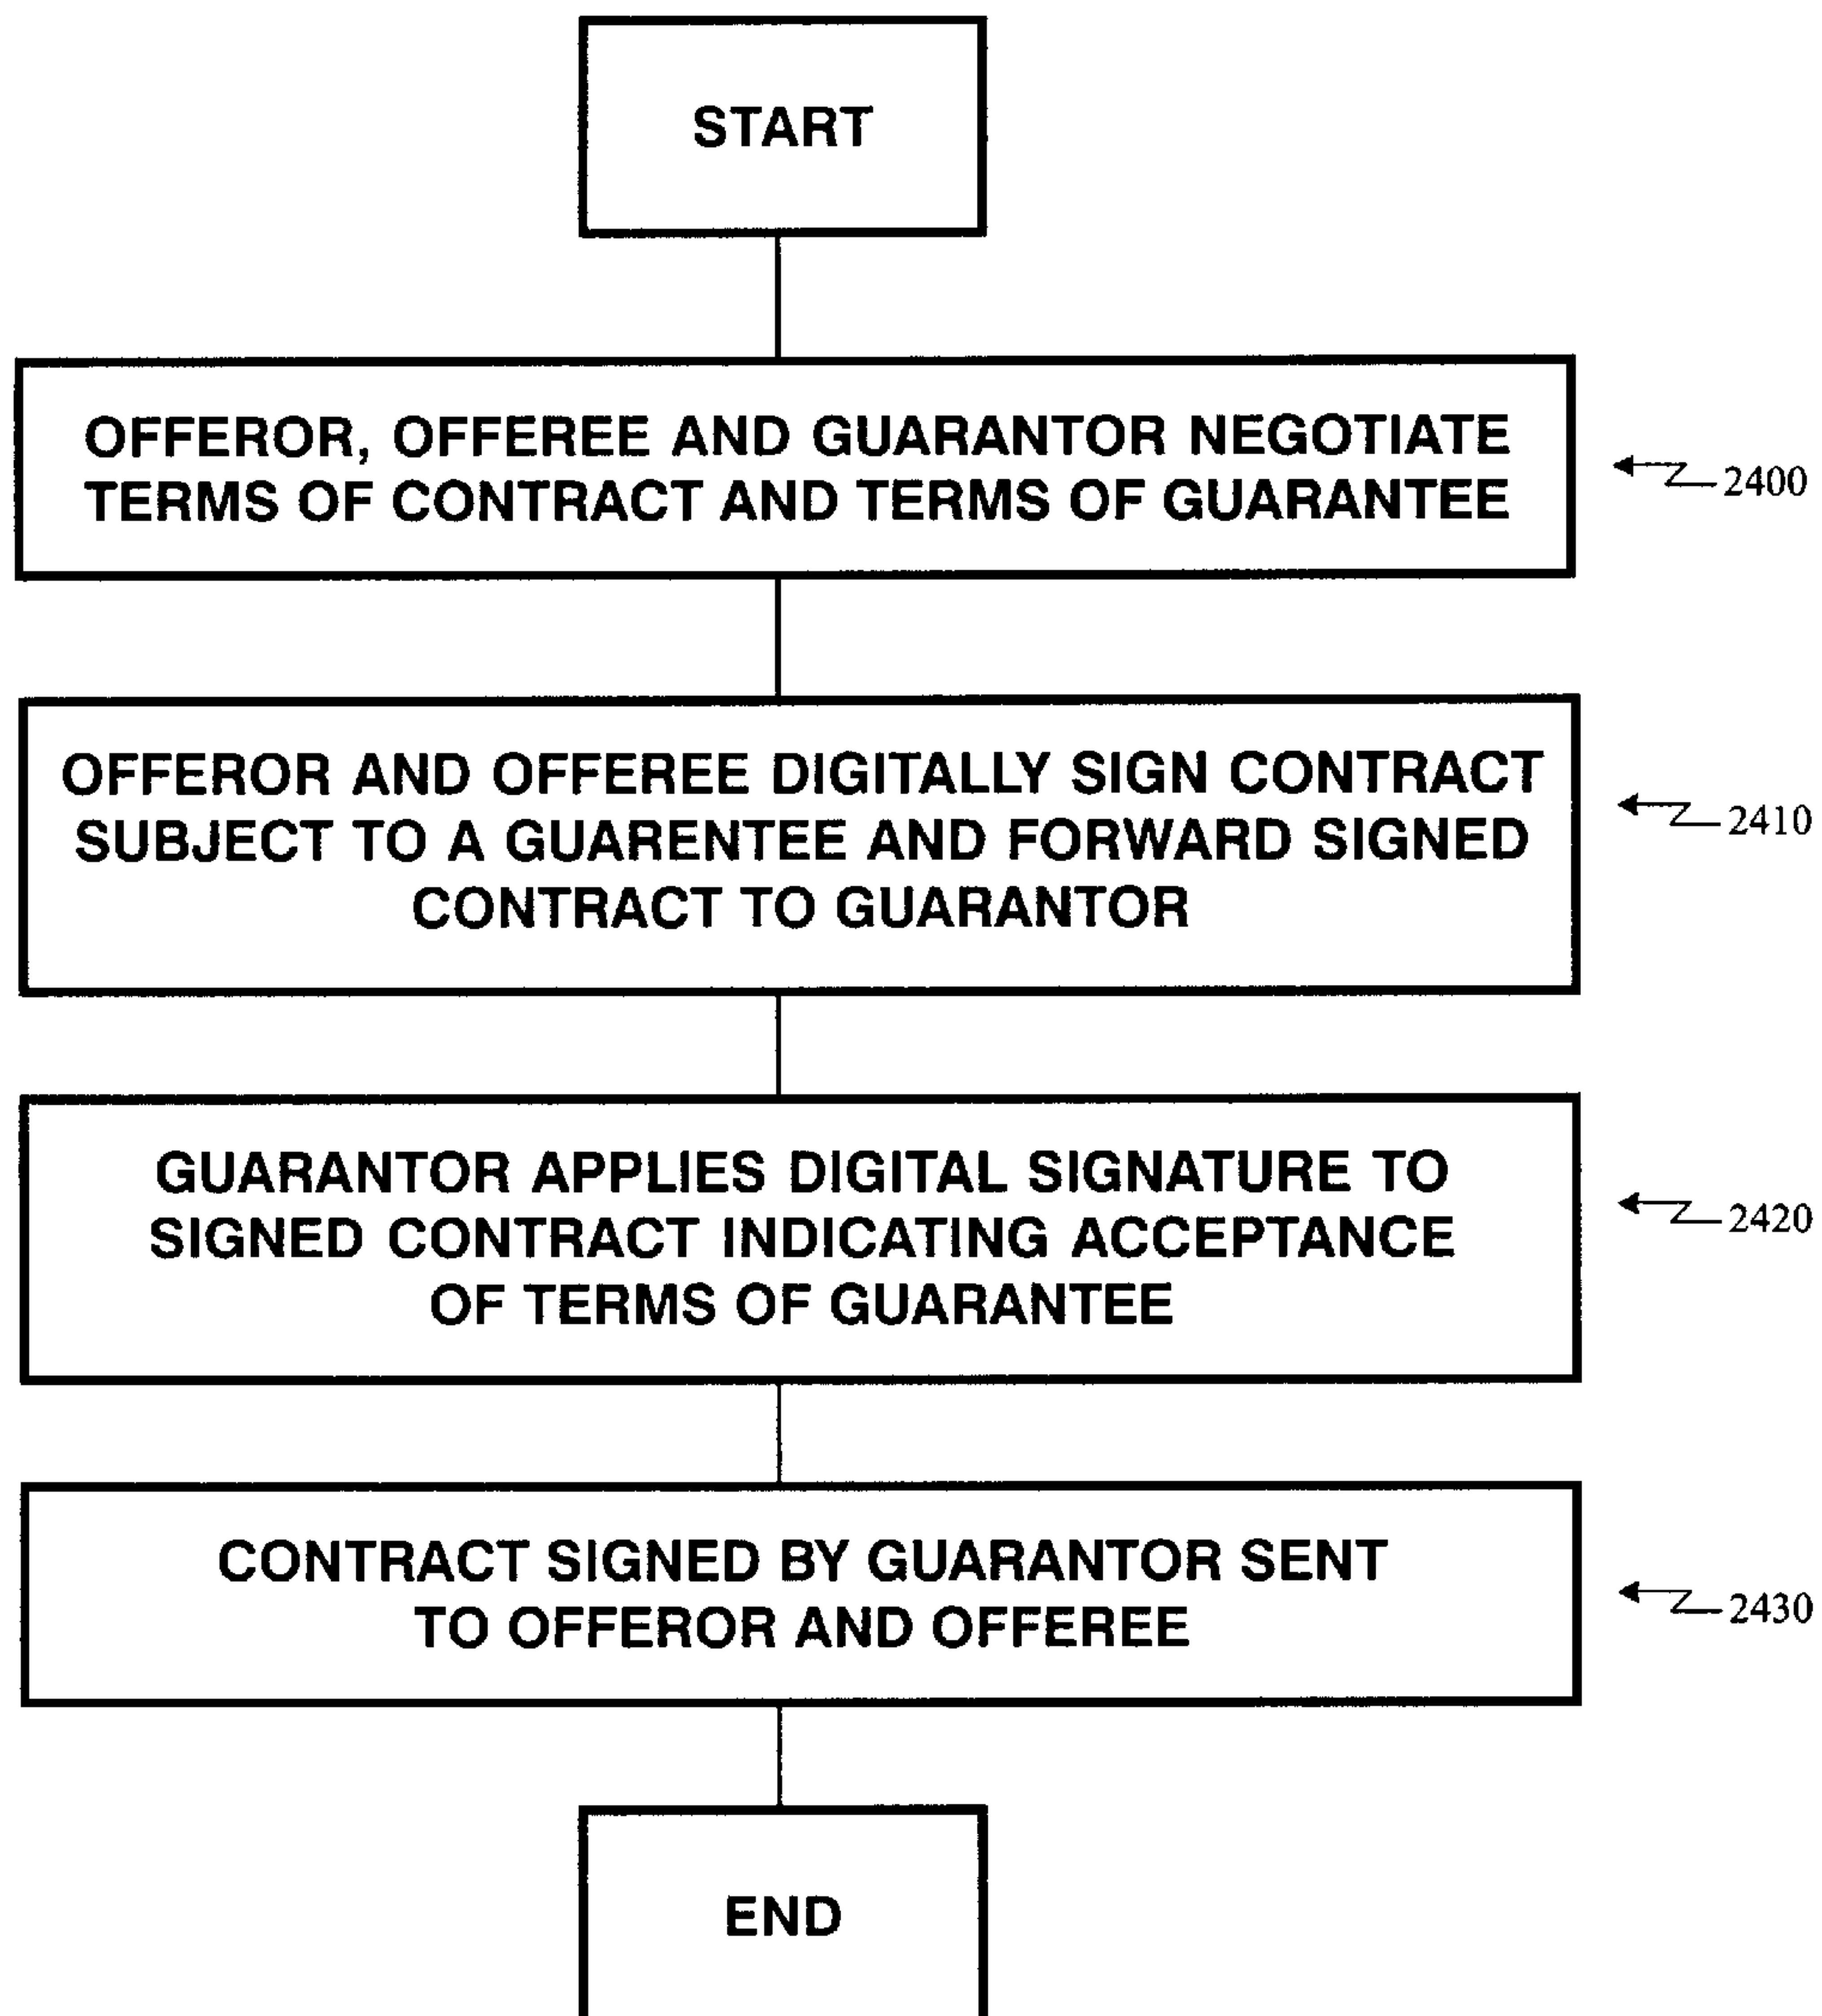 START
OFFEROR, OFFEREE AND GUARANTOR NEGOTIATE
TERMS OF CONTRACT AND TERMS OF GUARANTEE
2400
OFFEROR AND OFFEREE DIGITALLY SIGN CONTRACT
SUBJECT TO A GUARENTEE AND FORWARD SIGNED
CONTRACT TO GUARANTOR
2410
GUARANTOR APPLIES DIGITAL SIGNATURE TO
SIGNED CONTRACT INDICATING ACCEPTANCE
OF TERMS OF GUARANTEE
2420
CONTRACT SIGNED BY GUARANTOR SENT
TO OFFEROR AND OFFEREE
2430
END